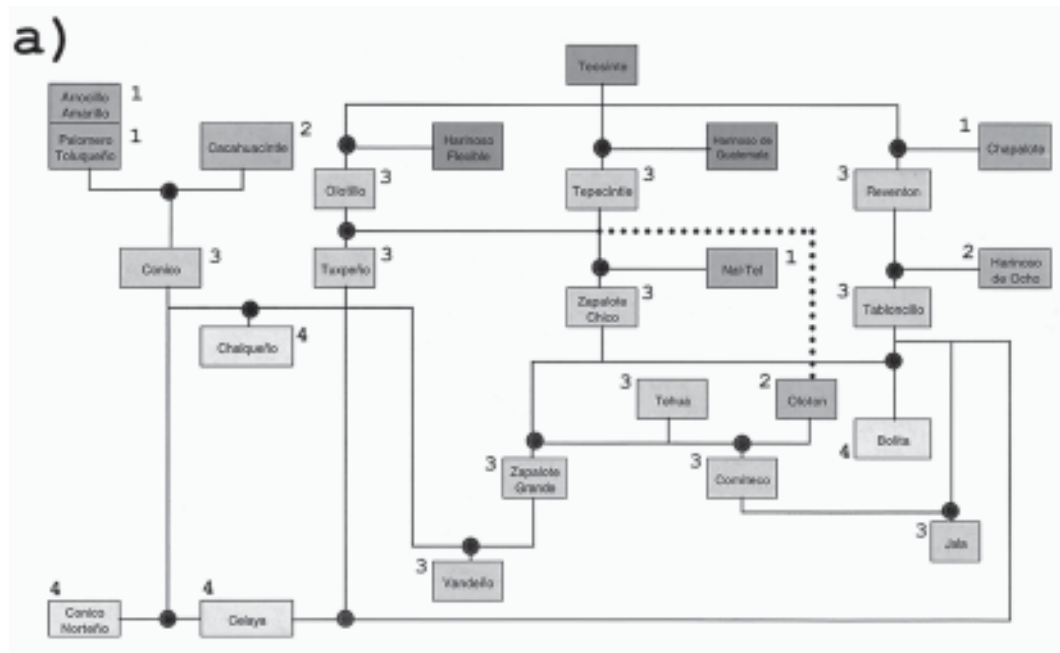 a)
Teosinte
Arrocillo
Amarillo
1
Palomero
Toluqueño
1
Cacahuacintle
2
Harinoso
Flexible
Harinoso de
Guatemala
1
Chapalote
Olotillo
3
Tepecintle
3
3
Reventon
Conico
3
Tuxpeño
3
Nal-Tel
1
2
Harinoso
de Ocho
Zapalote
Chico
3
3
Tabloncillo
Chalqueño
4
3
Tehua
2
Oloton
4
Bolita
3
Zapalote
Grande
3
Comiteco
3
Jala
3
Vandeño
4
Conico
Norteño
4
Celaya